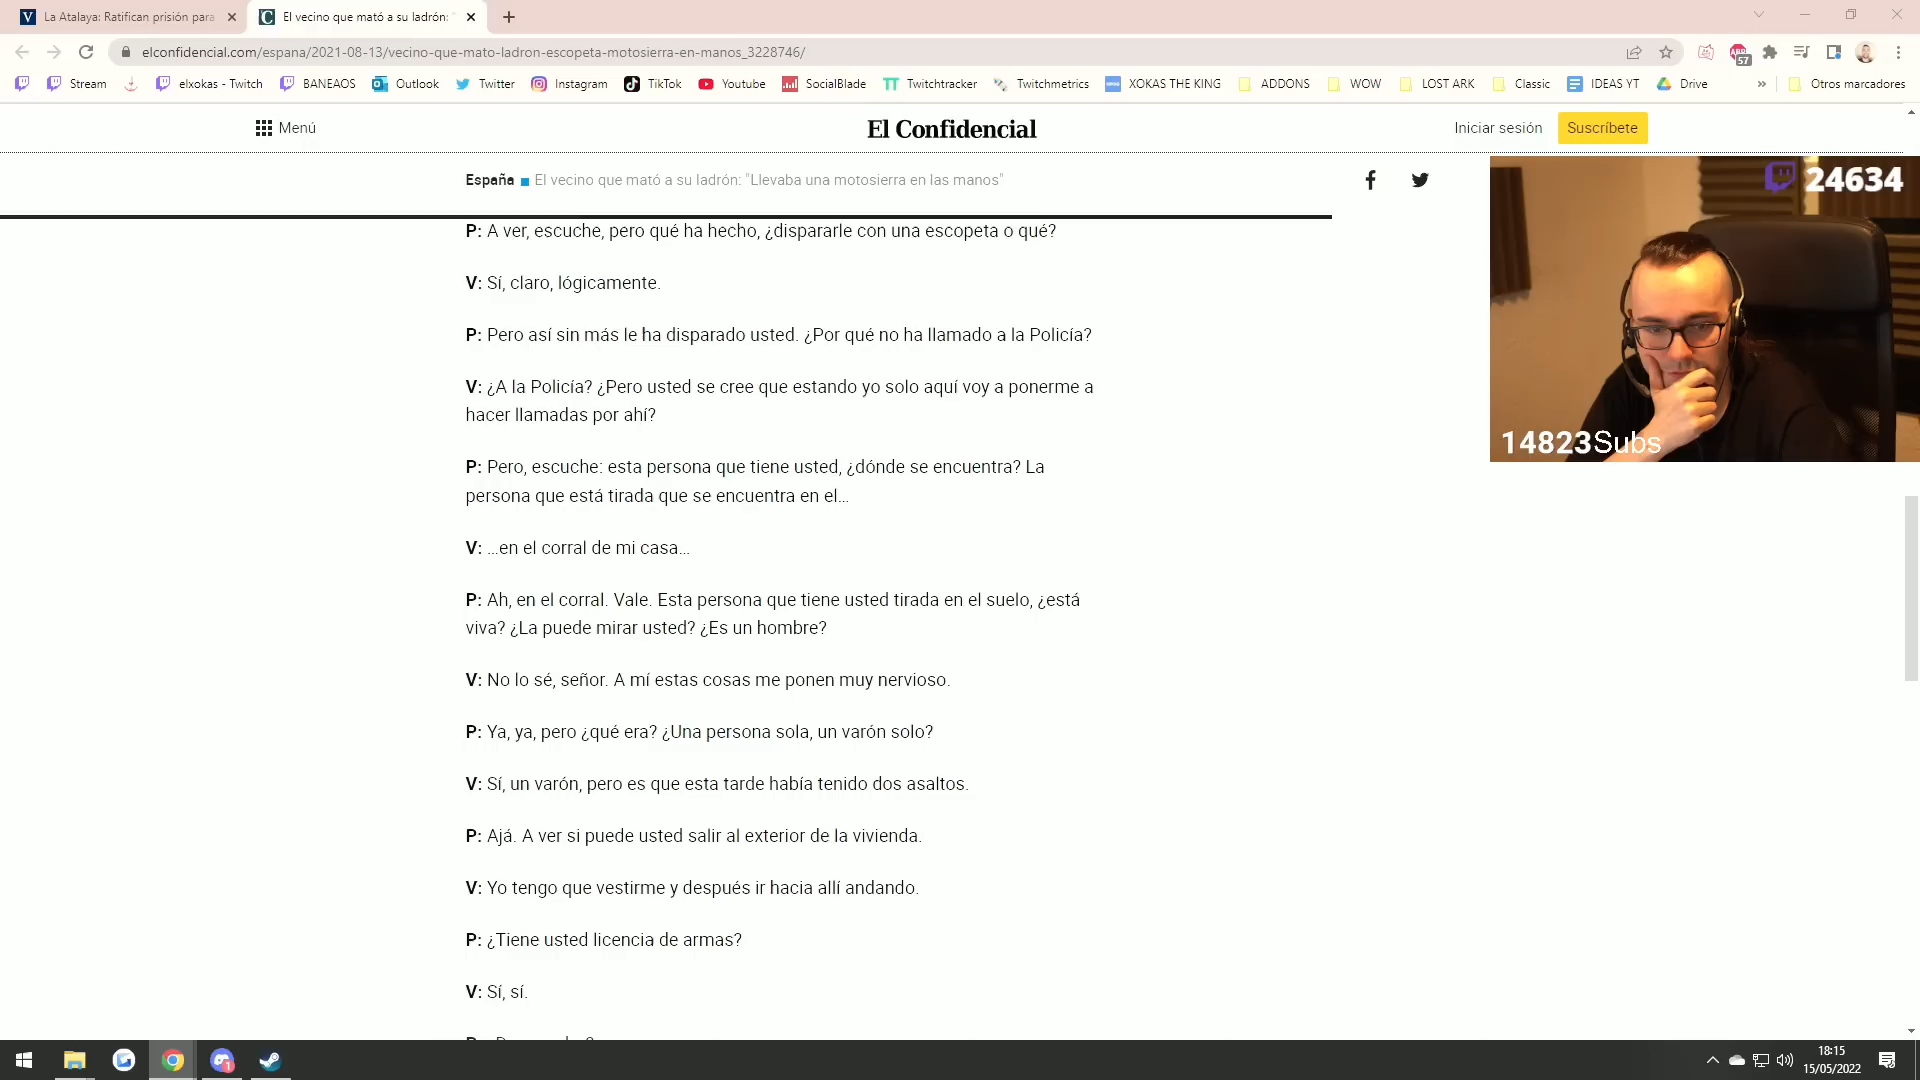 La Atalaya: Ratifican prisión para
El vecino que mató a su ladrón: "
elconfidencial.com/espana/2021-08-13/vecino-que-mato-ladron-escopeta-motosierra-en-manos_3228746/
57
Stream
elxokas - Twitch
BANEAOS
Outlook
Twitter
Instagram
TikTok
Youtube
SocialBlade
Twitchtracker
Twitchmetrics
XOKAS THE KING
ADDONS
WOW
LOST ARK
Classic
IDEAS YT
Drive
»
Otros marcadores
Menú
El Confidencial
Iniciar sesión
Suscríbete
España El vecino que mató a su ladrón: "Llevaba una motosierra en las manos"
24634
14823Subs
P: A ver, escuche, pero qué ha hecho, ¿dispararle con una escopeta o qué?
V: Sí, claro, lógicamente.
P: Pero así sin más le ha disparado usted. ¿Por qué no ha llamado a la Policía?
V: ¿A la Policía? ¿Pero usted se cree que estando yo solo aquí voy a ponerme a
hacer llamadas por ahí?
P: Pero, escuche: esta persona que tiene usted, ¿dónde se encuentra? La
persona que está tirada que se encuentra en el…
V: …en el corral de mi casa…
P: Ah, en el corral. Vale. Esta persona que tiene usted tirada en el suelo, ¿está
viva? ¿La puede mirar usted? ¿Es un hombre?
V: No lo sé, señor. A mí estas cosas me ponen muy nervioso.
P: Ya, ya, pero ¿qué era? ¿Una persona sola, un varón solo?
V: Sí, un varón, pero es que esta tarde había tenido dos asaltos.
P: Ajá. A ver si puede usted salir al exterior de la vivienda.
V: Yo tengo que vestirme y después ir hacia allí andando.
P: ¿Tiene usted licencia de armas?
V: Sí, sí.
18:15
15/05/2022